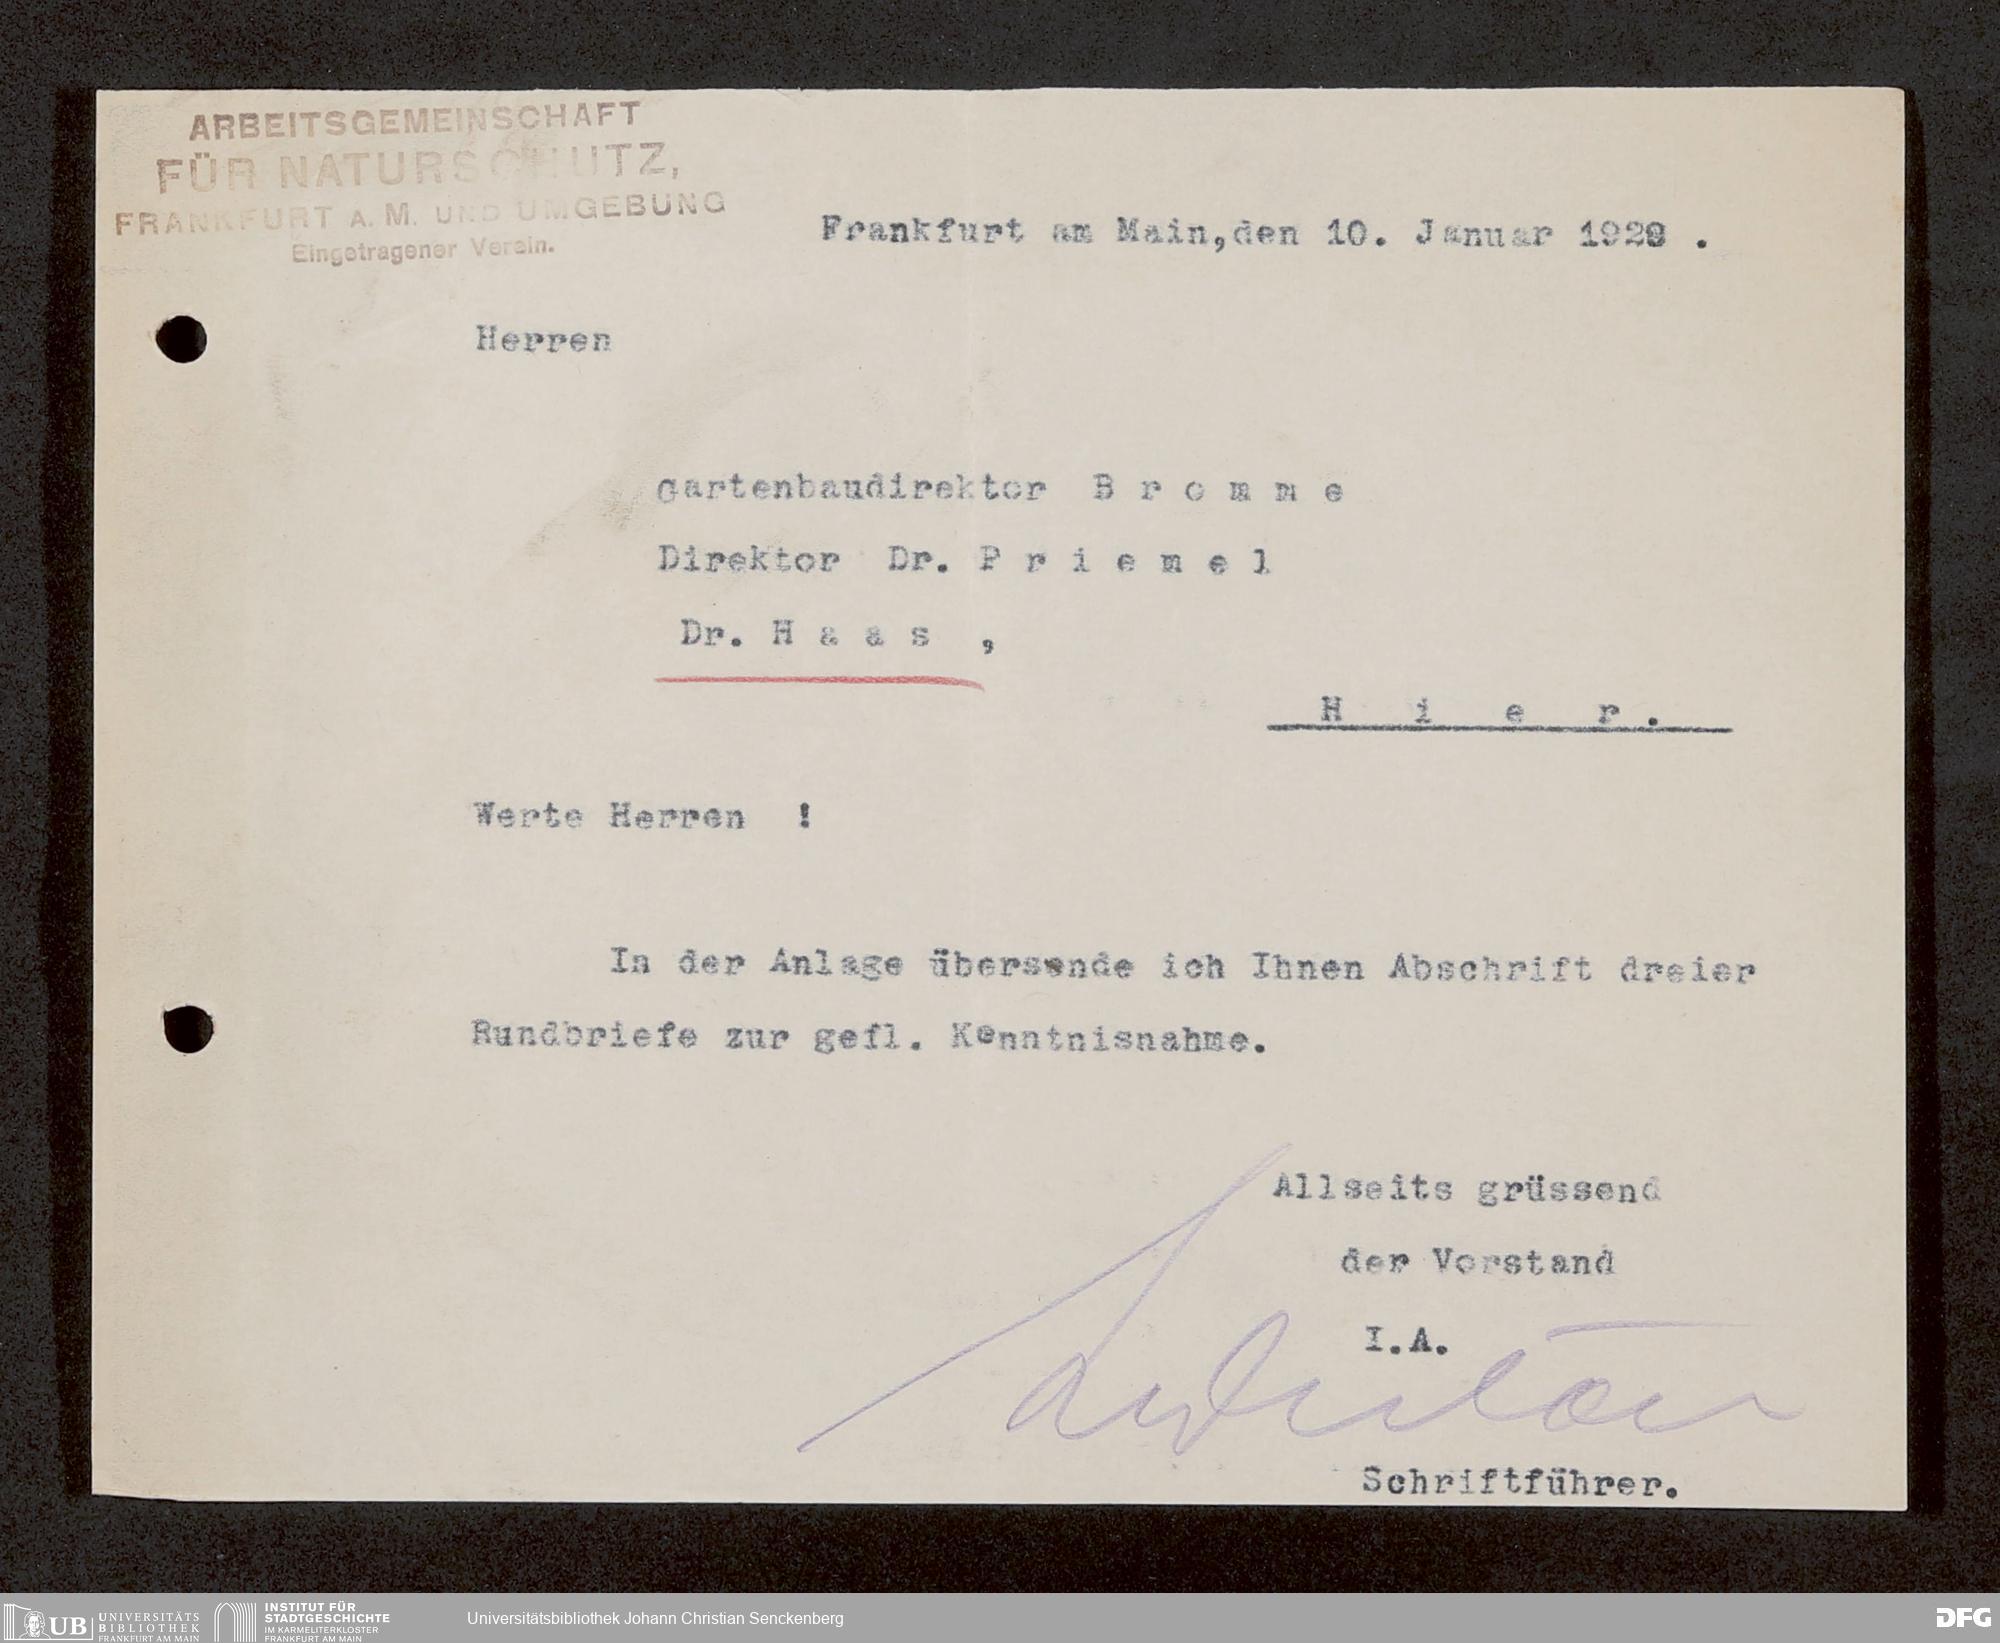 ARBEITSGEMEINSCHAFT
FÜR NATURSCHUTZ,
FRANKFURT A. M. UND UMGEBUNG
Eingetragener Verein.
Frankfurt am Main,den 10. Januar 1929 .
Herren
Gartenbaudirektor B r o m m e
Direktor Dr. P r i e m e l
Dr. H a a s ,
H i e r .
Werte Herren !
In der Anlage übersende ich Ihnen Abschrift dreier
Rundbriefe zur gefl. Kenntnisnahme.
Allseits grüssend
der Vorstand
I.A.
Schriftführer.
UB UNIVERSITÄTS
BIBLIOTHEK
FRANKFURT AM MAIN
INSTITUT FÜR
STADTGESCHICHTE
IM KARMELITERKLOSTER
FRANKFURT AM MAIN
Universitätsbibliothek Johann Christian Senckenberg
DFG